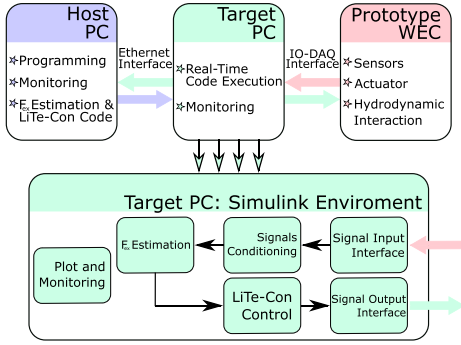 Host
PC
Programming
Monitoring
Fex Estimation &
LiTe-Con Code
Ethernet
Interface
Target
PC
Real-Time
Code Execution
Monitoring
IO-DAQ
Interface
Prototype
WEC
Sensors
Actuator
Hydrodynamic
Interaction
Target PC: Simulink Enviroment
Plot and
Monitoring
Fex Estimation
Signals
Conditioning
Signal Input
Interface
LiTe-Con
Control
Signal Output
Interface